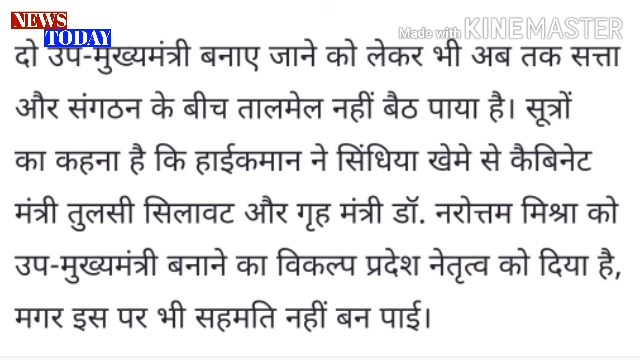 NEWS
TODAY
Made with KINEMASTER
दो उप-मुख्यमंत्री बनाए जाने को लेकर भी अब तक सत्ता
और संगठन के बीच तालमेल नहीं बैठ पाया है। सूत्रों
का कहना है कि हाईकमान ने सिंधिया खेमे से कैबिनेट
मंत्री तुलसी सिलावट और गृह मंत्री डॉ. नरोत्तम मिश्रा को
उप-मुख्यमंत्री बनाने का विकल्प प्रदेश नेतृत्व को दिया है,
मगर इस पर भी सहमति नहीं बन पाई।